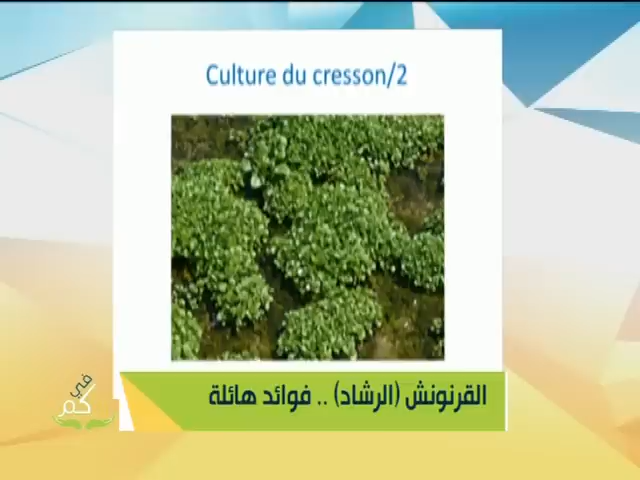 Culture du cresson/2
القرنونش (الرشاد) .. فوائد هائلة
في
كم